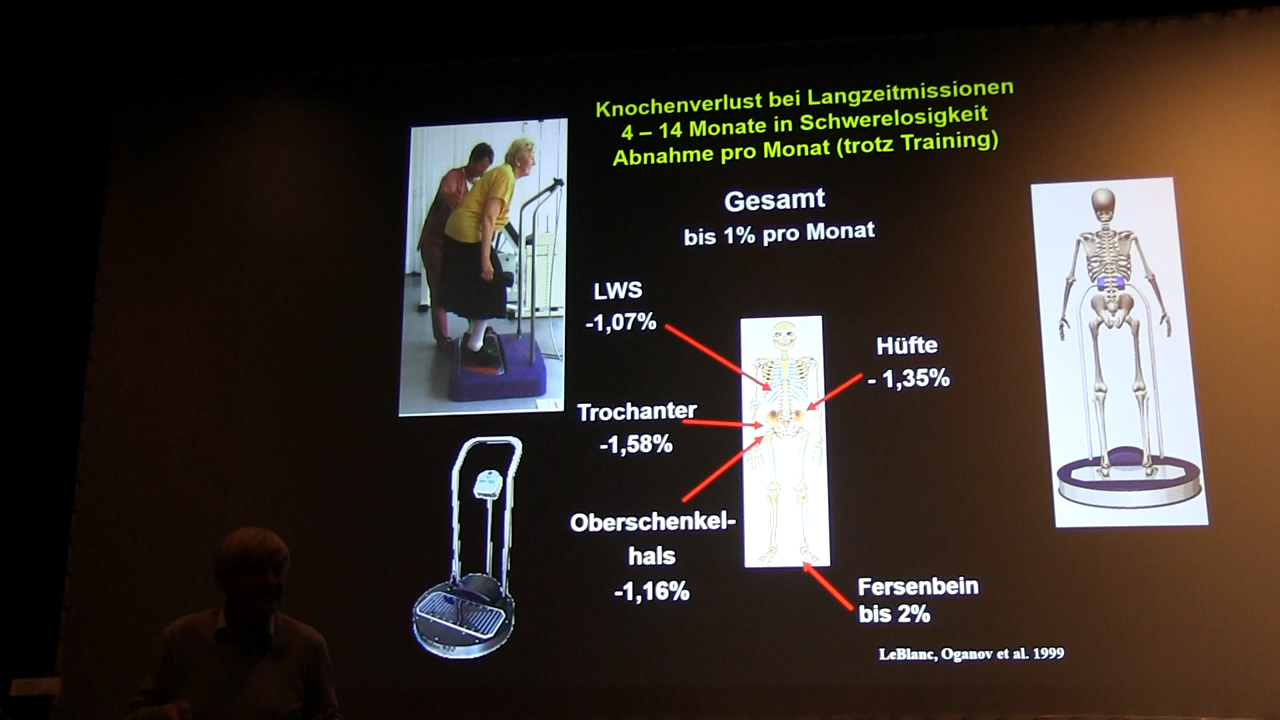 Knochenverlust bei Langzeitmissionen
4 – 14 Monate in Schwerelosigkeit
Abnahme pro Monat (trotz Training)
Gesamt
bis 1% pro Monat
LWS
-1,07%
Hüfte
- 1,35%
Trochanter
-1,58%
Oberschenkel-
hals
-1,16%
Fersenbein
bis 2%
LeBlanc, Oganov et al. 1999